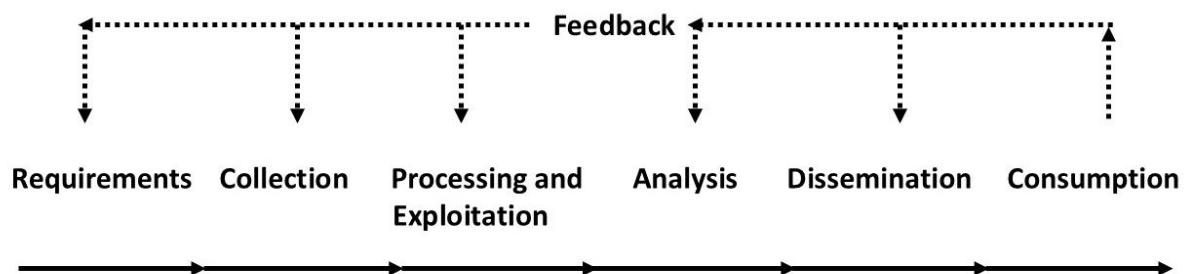 Feedback
Requirements Collection Processing and Analysis Dissemination Consumption
Exploitation